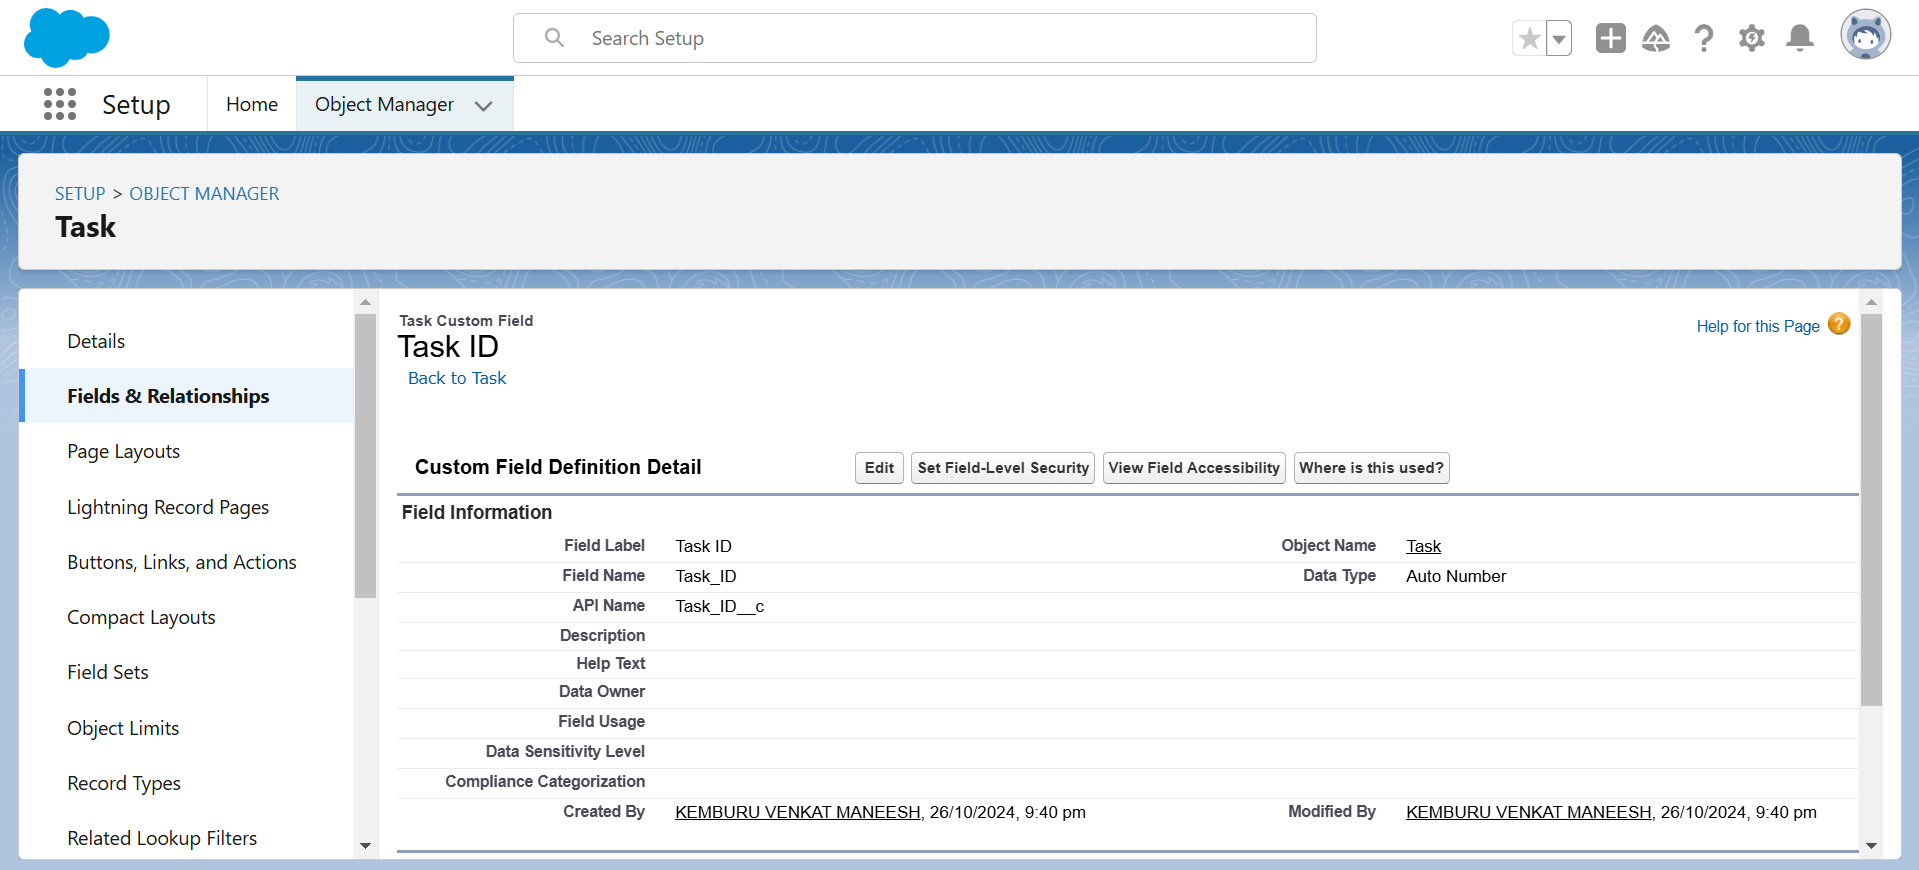 Search Setup
Setup
Home
Object Manager
SETUP > OBJECT MANAGER
Task
Details
Fields & Relationships
Page Layouts
Lightning Record Pages
Buttons, Links, and Actions
Compact Layouts
Field Sets
Object Limits
Record Types
Related Lookup Filters
Task Custom Field
Task ID
Back to Task
Help for this Page ?
Custom Field Definition Detail
Edit
Set Field-Level Security
View Field Accessibility
Where is this used?
Field Information
Field Label Task ID Object Name Task
Field Name Task_ID Data Type Auto Number
API Name Task_ID__c
Description
Help Text
Data Owner
Field Usage
Data Sensitivity Level
Compliance Categorization
Created By KEMBURU VENKAT MANEESH, 26/10/2024, 9:40 pm Modified By KEMBURU VENKAT MANEESH, 26/10/2024, 9:40 pm